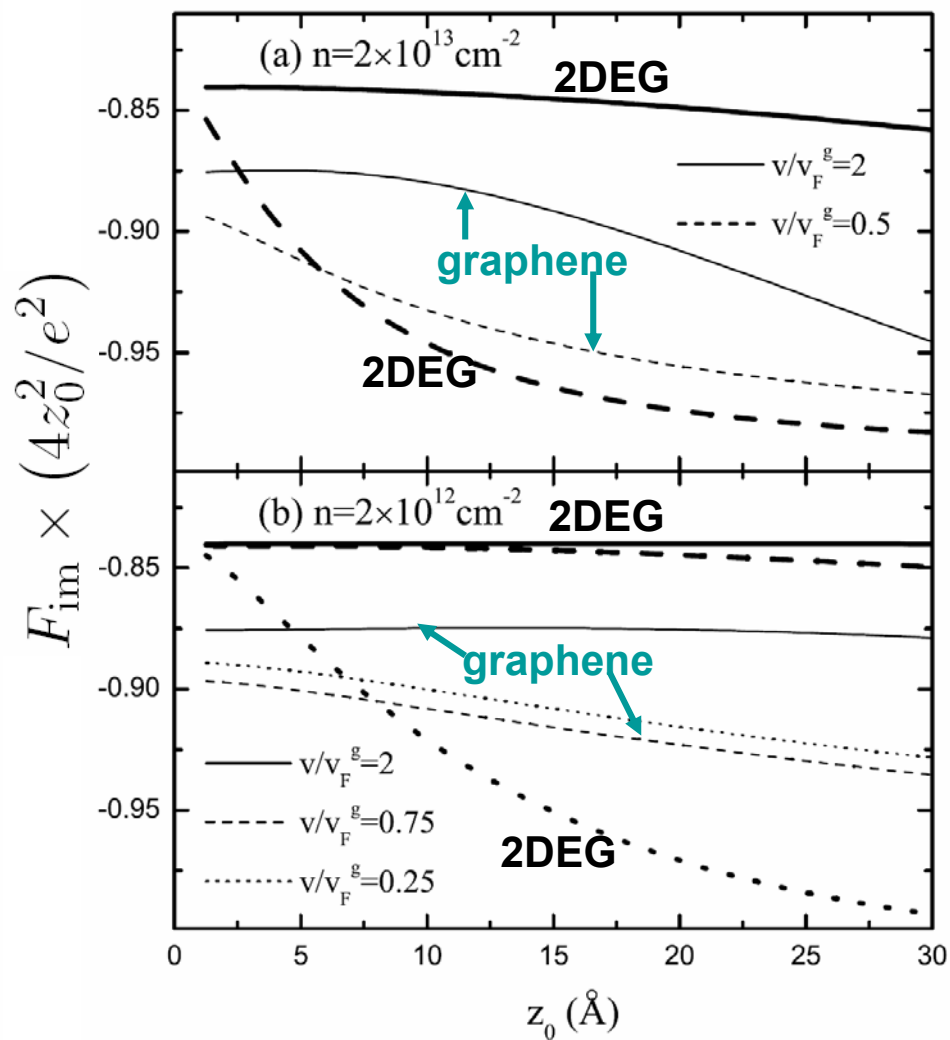 (a) n=2×10¹³cm⁻²
2DEG
-0.85
v/v_F^g=2
-0.90
v/v_F^g=0.5
graphene
-0.95
2DEG
F_im × (4z_0²/e²)
(b) n=2×10¹²cm⁻²
2DEG
-0.85
graphene
-0.90
v/v_F^g=2
v/v_F^g=0.75
-0.95
2DEG
v/v_F^g=0.25
0 5 10 15 20 25 30
z_0 (Å)